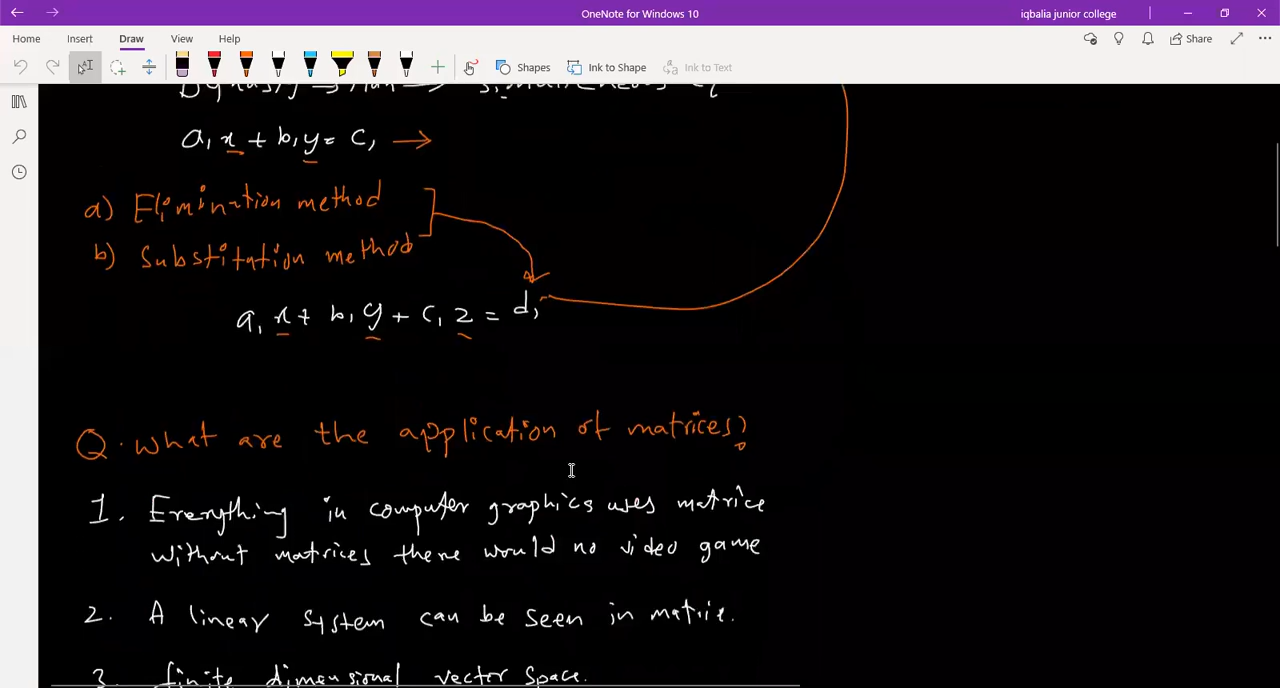 OneNote for Windows 10
iqbalia junior college
Home Insert Draw View Help
Share
Shapes Ink to Shape Ink to Text
a₁x + b₁y = c₁ →
a) Elimination method
b) Substitation method
a₁x + b₁y + c₁z = d₁
Q. What are the application of matrices?
1. Ererything in computer graphics uses matrice
without matrices there would no video game
2. A linear system can be seen in matrix.
3. finite dimensional vector space.